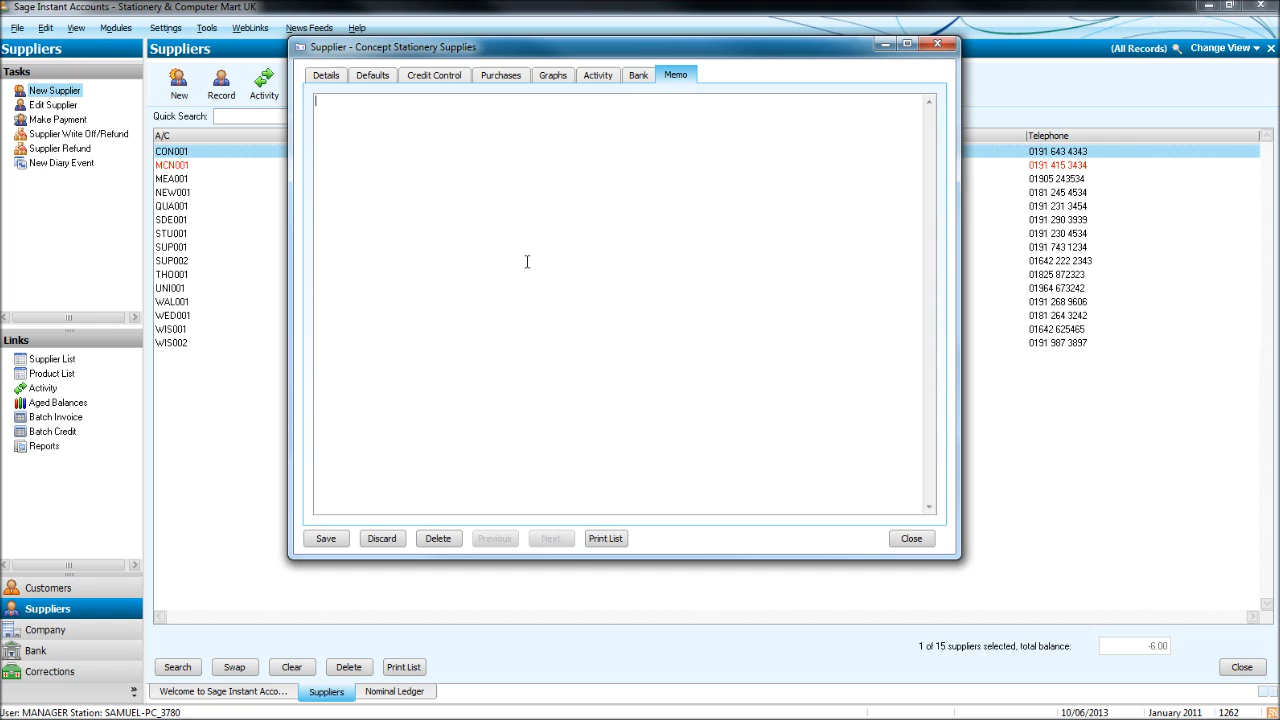 Sage Instant Accounts - Stationery & Computer Mart UK
File Edit View Modules Settings Tools WebLinks News Feeds Help
Suppliers
Tasks
New Supplier
Edit Supplier
Make Payment
Supplier Write Off/Refund
Supplier Refund
New Diary Event
Links
Supplier List
Product List
Activity
Aged Balances
Batch Invoice
Batch Credit
Reports
Customers
Suppliers
Company
Bank
Corrections
Suppliers
(All Records) Change View
New Record Activity
Quick Search:
A/C Telephone
CON001 0191 643 4343
MCN001 0191 415 3434
MEA001 01905 243534
NEW001 0181 245 4534
QUA001 0191 231 3454
SDE001 0191 290 3939
STU001 0191 230 4534
SUP001 0191 743 1234
SUP002 01642 222 2343
THO001 01825 872323
UNI001 01964 673242
WAL001 0191 268 9606
WED001 0181 264 3242
WIS001 01642 625465
WIS002 0191 987 3897
Supplier - Concept Stationery Supplies
Details Defaults Credit Control Purchases Graphs Activity Bank Memo
Save Discard Delete Previous Next Print List Close
1 of 15 suppliers selected, total balance: -6.00
Search Swap Clear Delete Print List Close
Welcome to Sage Instant Acco... Suppliers Nominal Ledger
User: MANAGER Station: SAMUEL-PC_3780 10/06/2013 January 2011 1262